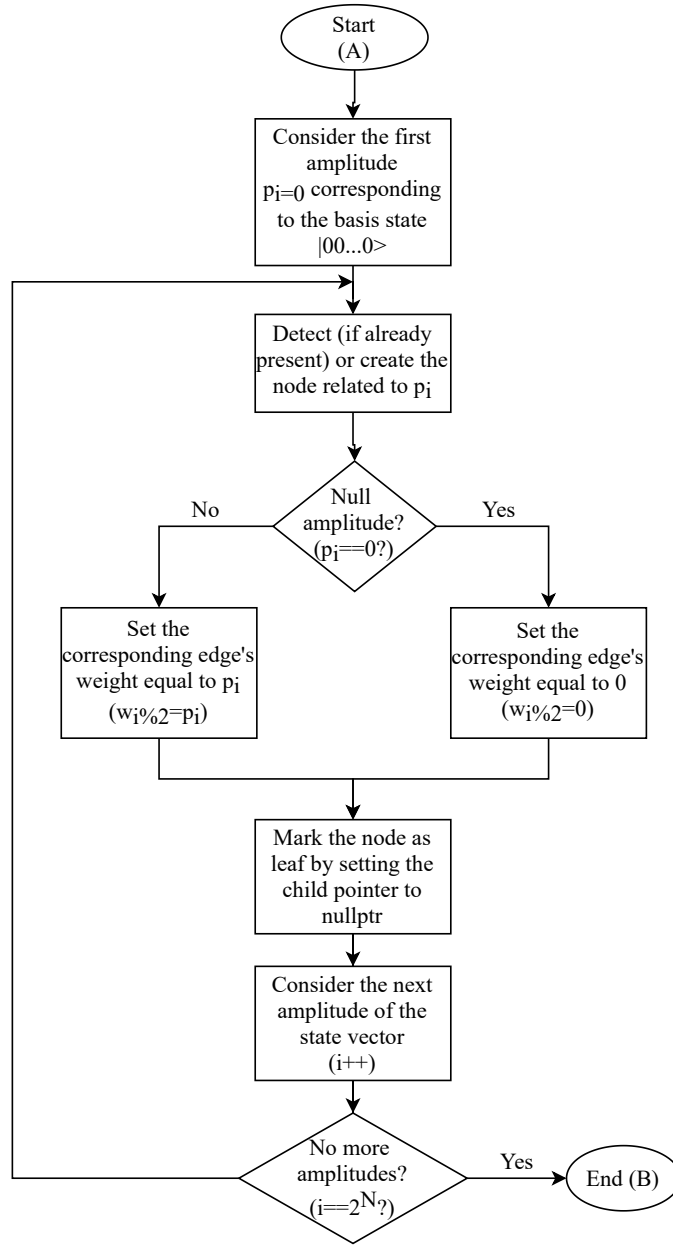 Start
(A)
Consider the first
amplitude
pi=0 corresponding
to the basis state
|00...0>
Detect (if already
present) or create the
node related to pi
Null
amplitude?
(pi==0?)
No
Yes
Set the
corresponding edge's
weight equal to pi
(wi%2=pi)
Set the
corresponding edge's
weight equal to 0
(wi%2=0)
Mark the node as
leaf by setting the
child pointer to
nullptr
Consider the next
amplitude of the
state vector
(i++)
No more
amplitudes?
(i==2^N?)
Yes
End (B)